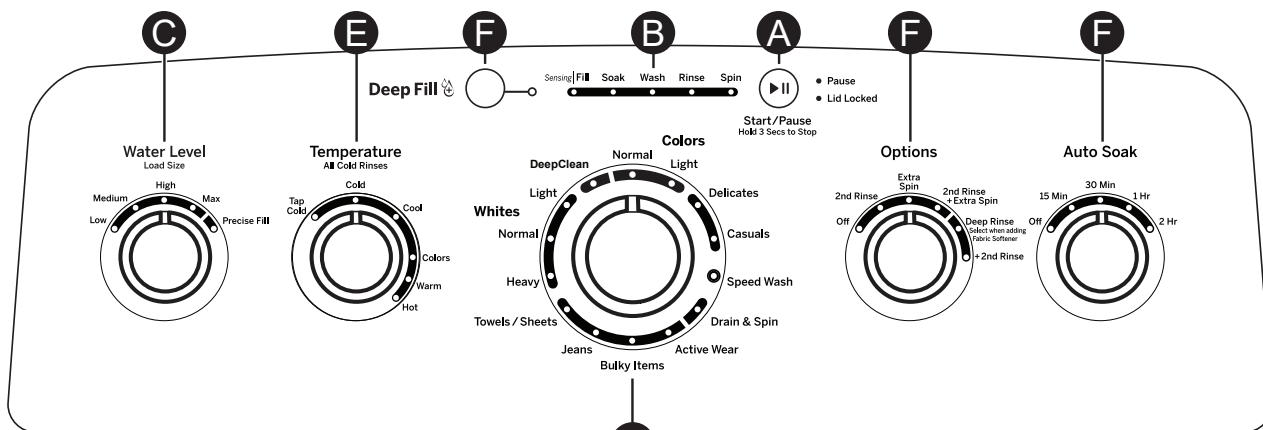 C
E
F
B
A
F
F
Deep Fill
Sensing Fill Soak Wash Rinse Spin
Start/Pause
Hold 3 Secs to Stop
Pause
Lid Locked
Water Level
Load Size
Low
Medium
High
Max
Precise Fill
Temperature
All Cold Rinses
Tap
Cold
Cold
Cool
Colors
Warm
Hot
DeepClean
Colors
Normal
Light
Delicates
Casuals
Speed Wash
Drain & Spin
Active Wear
Bulky Items
Jeans
Towels/Sheets
Whites
Heavy
Normal
Light
Options
Off
2nd Rinse
Extra
Spin
2nd Rinse
+Extra Spin
Deep Rinse
Select when adding
Fabric Softener
+2nd Rinse
Auto Soak
Off
15 Min
30 Min
1 Hr
2 Hr